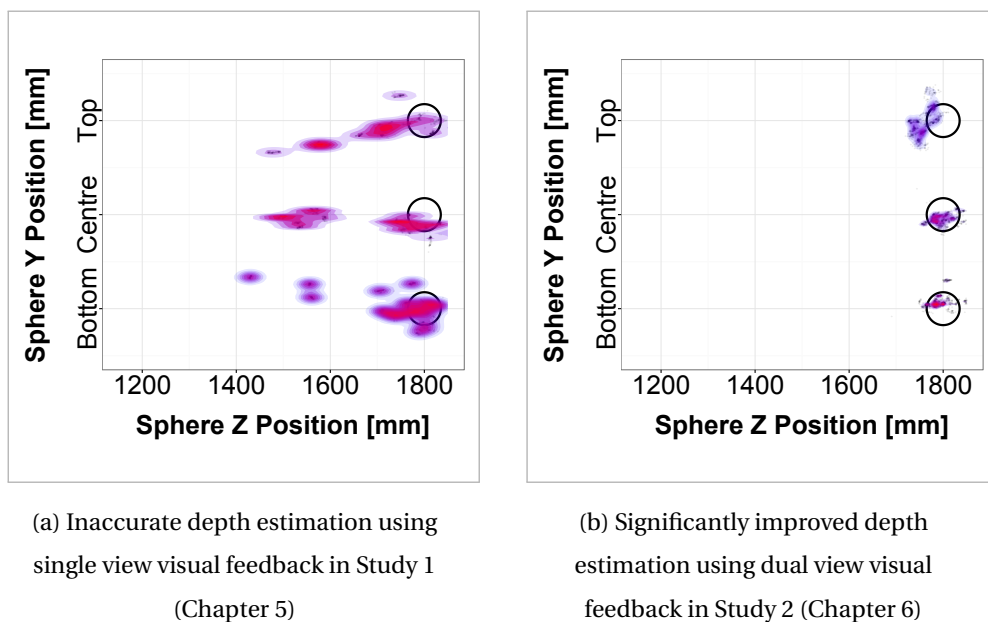 Sphere Y Position [mm]
Top
Centre
Bottom
1200
1400
1600
1800
Sphere Z Position [mm]
(a) Inaccurate depth estimation using
single view visual feedback in Study 1
(Chapter 5)
Sphere Y Position [mm]
Top
Centre
Bottom
1200
1400
1600
1800
Sphere Z Position [mm]
(b) Significantly improved depth
estimation using dual view visual
feedback in Study 2 (Chapter 6)